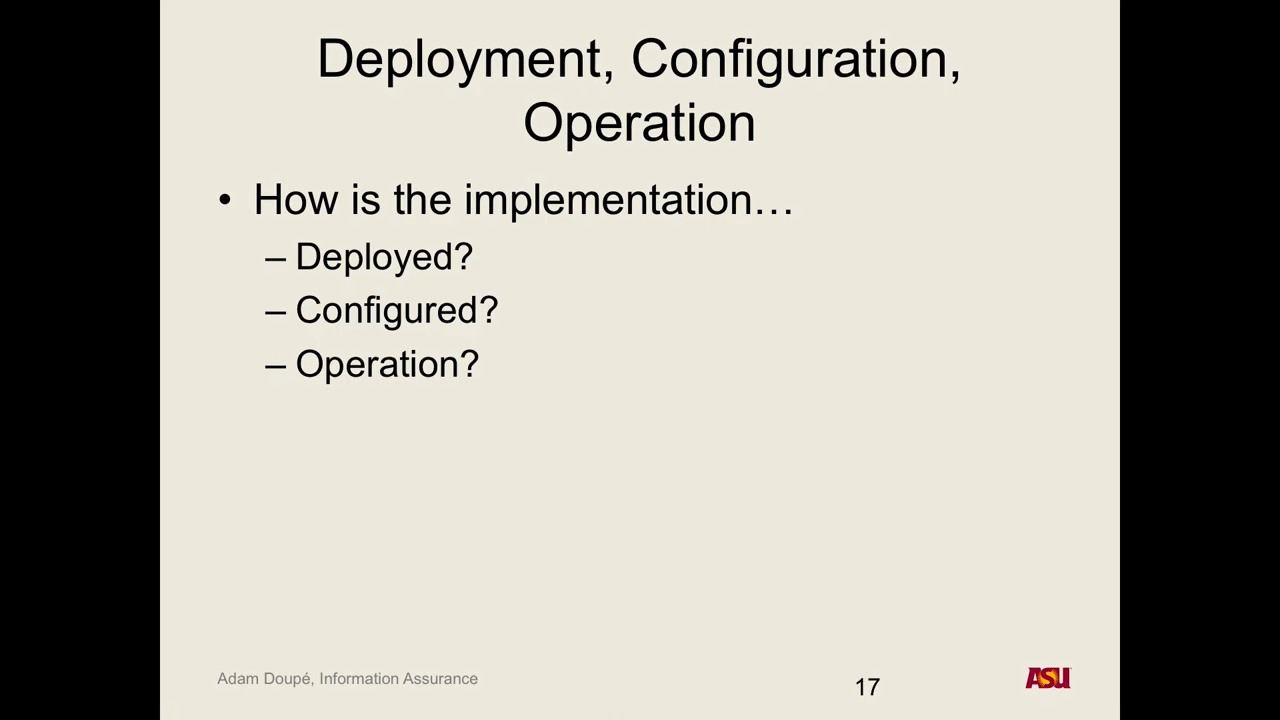 Deployment, Configuration,
Operation
• How is the implementation…
– Deployed?
– Configured?
– Operation?
Adam Doupé, Information Assurance
17
ASU